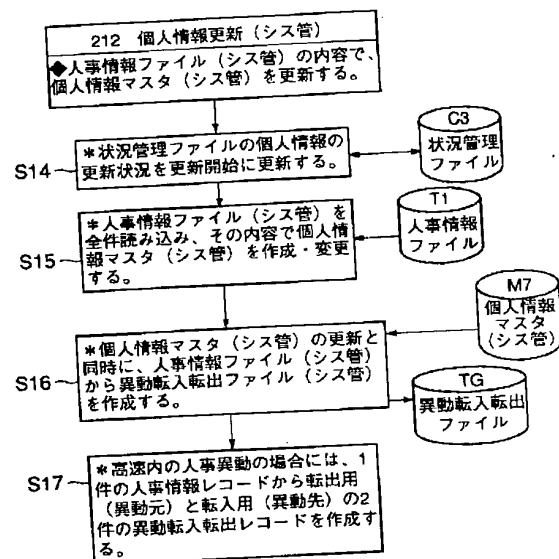 212 個人情報更新（シス管）
◆人事情報ファイル（シス管）の内容で、
個人情報マスタ（シス管）を更新する。
S14
＊状況管理ファイルの個人情報の
更新状況を更新開始に更新する。
C3
状況管理
ファイル
S15
＊人事情報ファイル（シス管）を
全件読み込み、その内容で個人情
報マスタ（シス管）を作成・変更
する。
T1
人事情報
ファイル
M7
個人情報
マスタ
（シス管）
S16
＊個人情報マスタ（シス管）の更新と
同時に、人事情報ファイル（シス管）
から異動転入転出ファイル（シス管）
を作成する。
TG
異動転入転出
ファイル
S17
＊高速内の人事異動の場合には、1
件の人事情報レコードから転出用
（異動元）と転入用（異動先）の2
件の異動転入転出レコードを作成す
る。